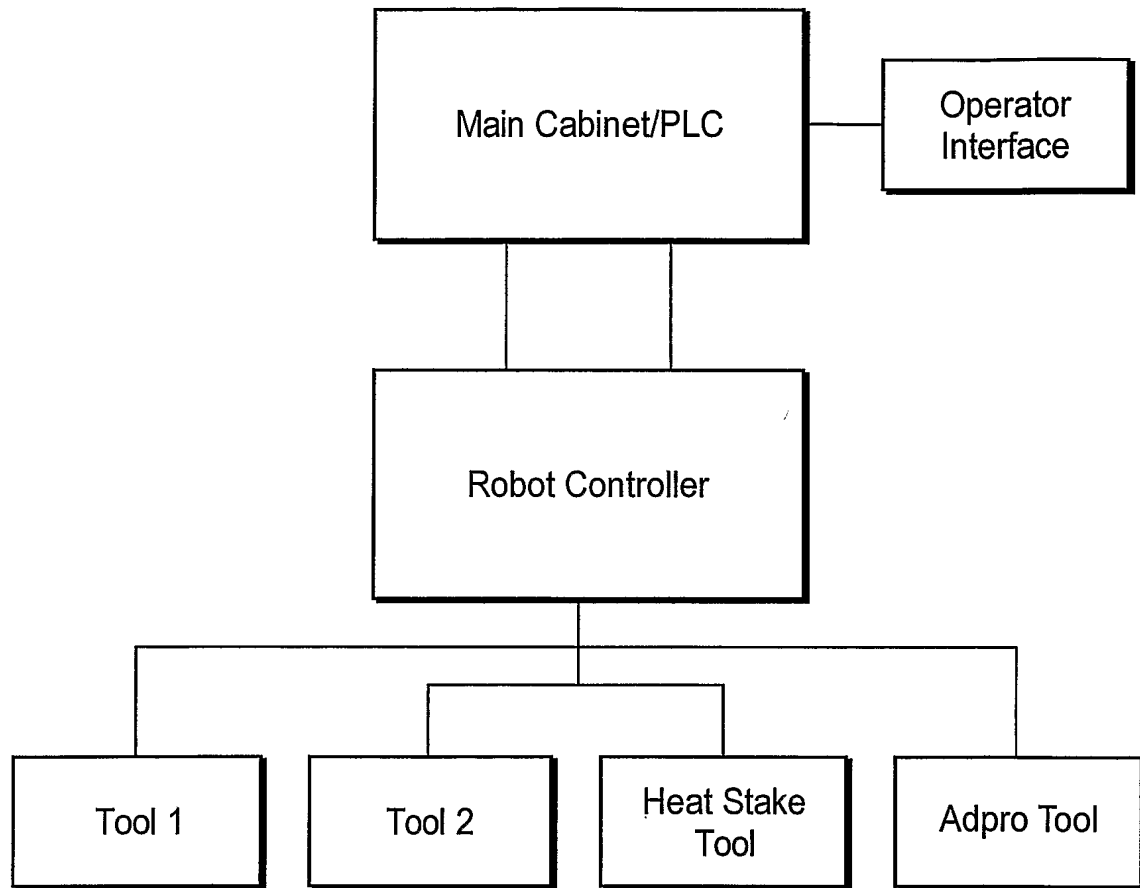 Main Cabinet/PLC
Operator
Interface
Robot Controller
Tool 1
Tool 2
Heat Stake
Tool
Adpro Tool